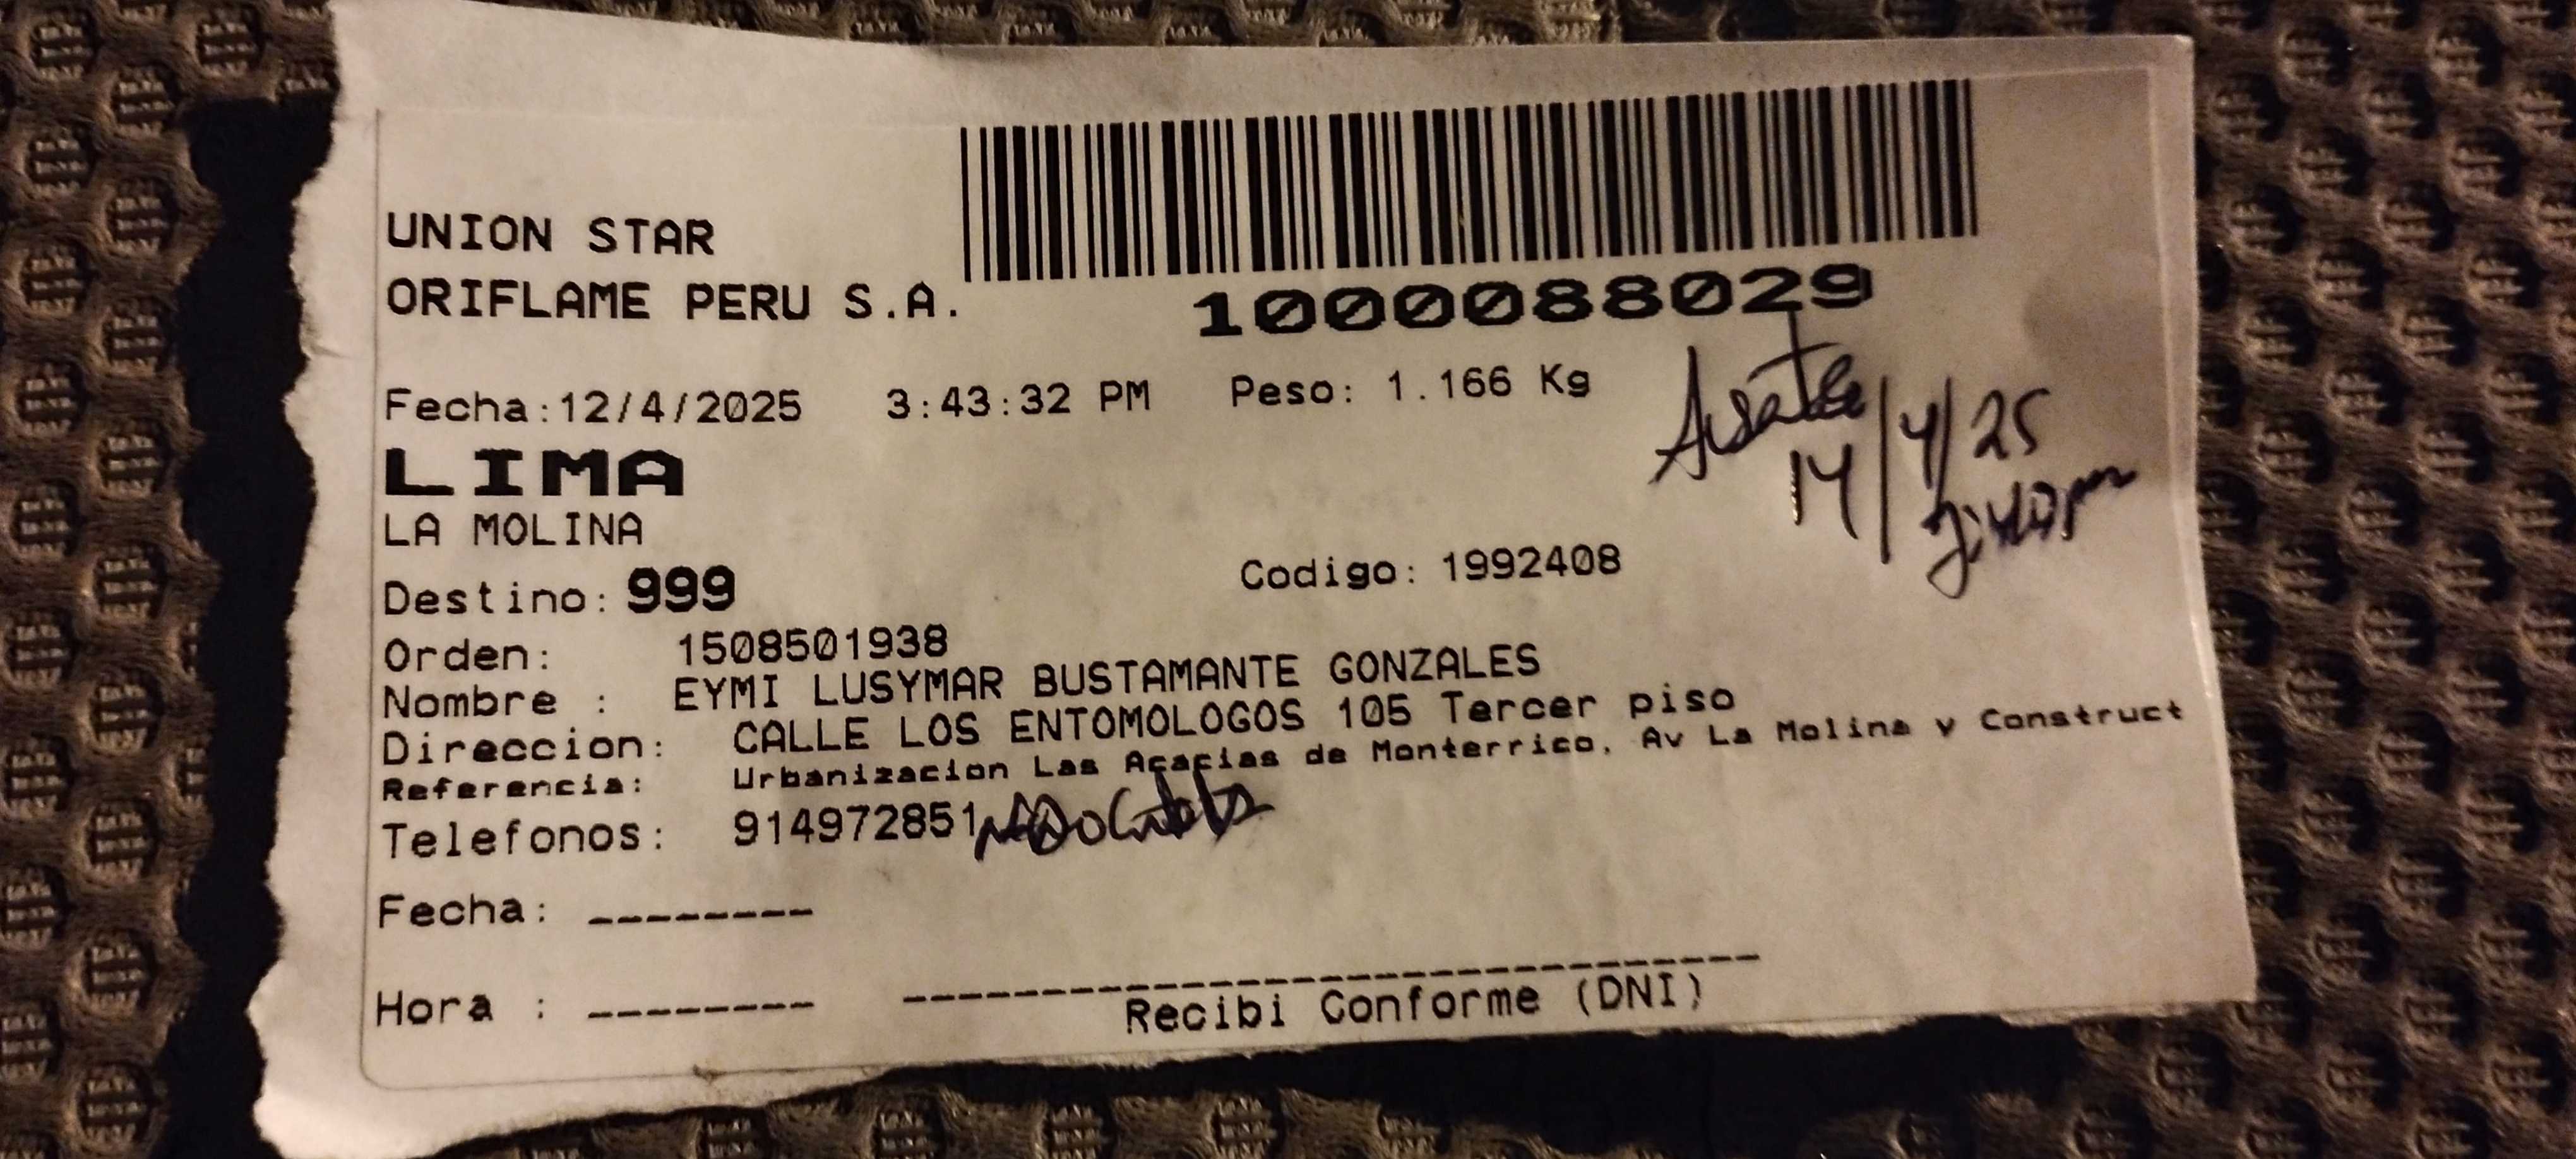 UNION STAR
ORIFLAME PERU S.A.
1000088029
Fecha:12/4/2025 3:43:32 PM Peso: 1.166 Kg
14/4/25
LIMA
LA MOLINA
Destino: 999 Codigo: 1992408
Orden: 1508501938
Nombre : EYMI LUSYMAR BUSTAMANTE GONZALES
Direccion: CALLE LOS ENTOMOLOGOS 105 Tercer piso
Referencia: Urbanizacion Las Acacias de Monterrico, Av La Molina y Construct
Telefonos: 914972851
Fecha: --------
Hora : --------
Recibi Conforme (DNI)